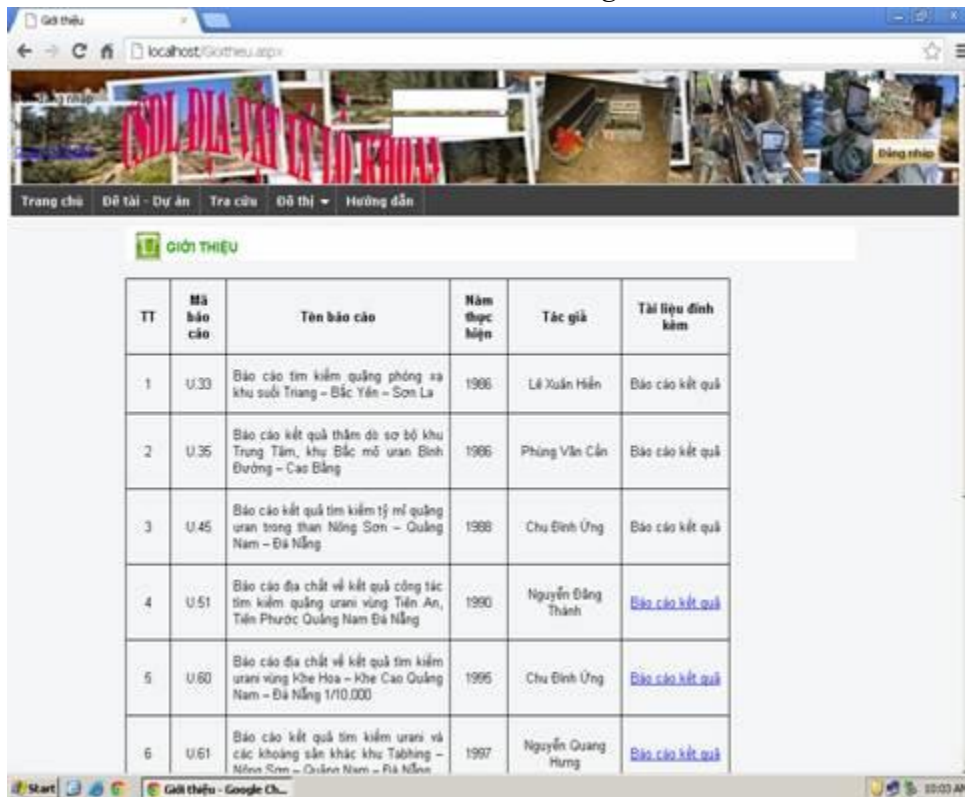 Giới thiệu
localhost/Gioithieu.aspx
CSDL ĐỊA VẬT LÝ LỖ KHOAN
Đăng nhập
Trang chủ Đề tài - Dự án Tra cứu Đồ thị Hướng dẫn
GIỚI THIỆU
TT
Mã
báo
cáo
Tên báo cáo
Năm
thực
hiện
Tác giả
Tài liệu đính
kèm
1
U.33
Báo cáo tìm kiếm quặng phóng xạ
khu suối Triang – Bắc Yên – Sơn La
1986
Lê Xuân Hiển
Báo cáo kết quả
2
U.35
Báo cáo kết quả thăm dò sơ bộ khu
Trung Tâm, khu Bắc mỏ uran Bình
Đường – Cao Bằng
1986
Phùng Văn Cẩn
Báo cáo kết quả
3
U.45
Báo cáo kết quả tìm kiếm tỷ mỉ quặng
uran trong than Nông Sơn – Quảng
Nam – Đà Nẵng
1988
Chu Đình Ứng
Báo cáo kết quả
4
U.51
Báo cáo địa chất về kết quả công tác
tìm kiếm quặng urani vùng Tiên An,
Tiên Phước Quảng Nam Đà Nẵng
1990
Nguyễn Đăng
Thành
Báo cáo kết quả
5
U.60
Báo cáo địa chất về kết quả tìm kiếm
urani vùng Khe Hoa – Khe Cao Quảng
Nam – Đà Nẵng 1/10.000
1995
Chu Đình Ứng
Báo cáo kết quả
6
U.61
Báo cáo kết quả tìm kiếm urani và
các khoáng sản khác khu Tabhing –
Nông Sơn – Quảng Nam – Đà Nẵng
1997
Nguyễn Quang
Hưng
Báo cáo kết quả
Start
Giới thiệu - Google Ch...
10:03 AM